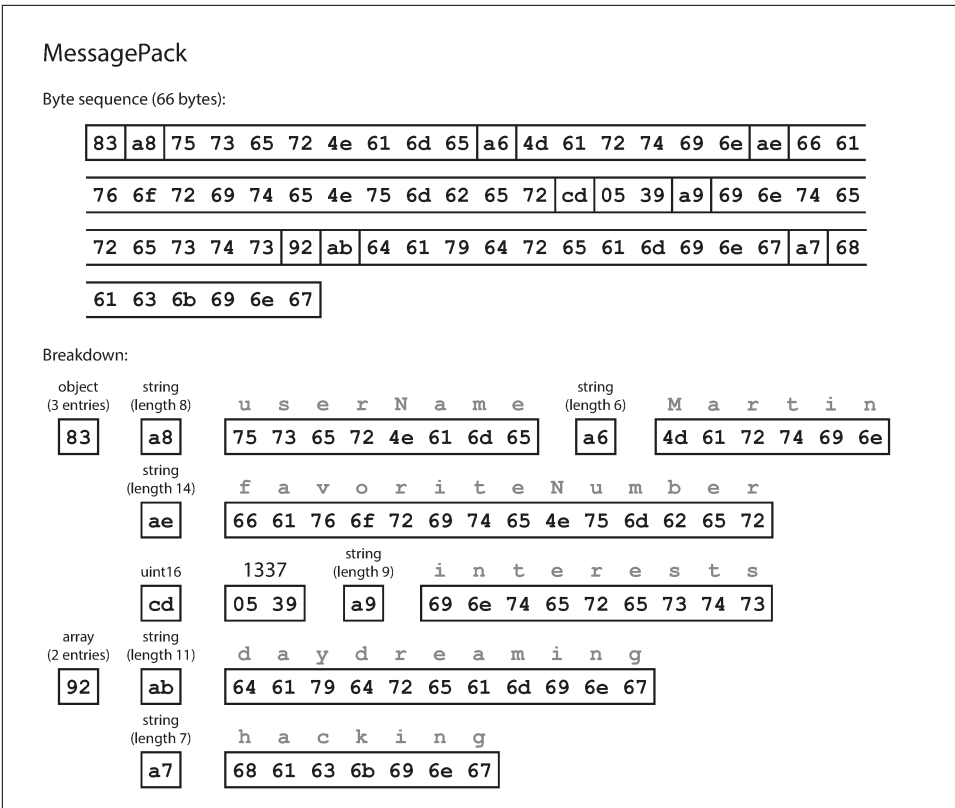 MessagePack
Byte sequence (66 bytes):
83 a8 75 73 65 72 4e 61 6d 65 a6 4d 61 72 74 69 6e ae 66 61
76 6f 72 69 74 65 4e 75 6d 62 65 72 cd 05 39 a9 69 6e 74 65
72 65 73 74 73 92 ab 64 61 79 64 72 65 61 6d 69 6e 67 a7 68
61 63 6b 69 6e 67
Breakdown:
object string string
(3 entries) (length 8) u s e r N a m e (length 6) M a r t i n
83 a8 75 73 65 72 4e 61 6d 65 a6 4d 61 72 74 69 6e
string
(length 14) f a v o r i t e N u m b e r
ae 66 61 76 6f 72 69 74 65 4e 75 6d 62 65 72
string
uint16 1337 (length 9) i n t e r e s t s
cd 05 39 a9 69 6e 74 65 72 65 73 74 73
array string
(2 entries) (length 11) d a y d r e a m i n g
92 ab 64 61 79 64 72 65 61 6d 69 6e 67
string
(length 7) h a c k i n g
a7 68 61 63 6b 69 6e 67